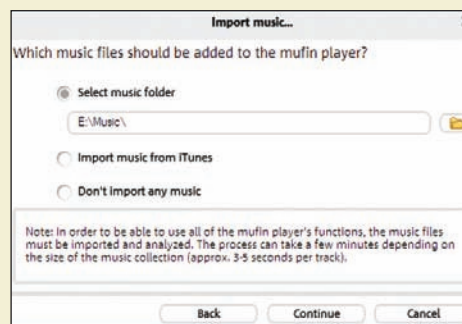 Import music...
Which music files should be added to the mufin player?
Select music folder
E:\Music\
Import music from iTunes
Don't import any music
Note: In order to be able to use all of the mufin player's functions, the music files
must be imported and analyzed. The process can take a few minutes depending on
the size of the music collection (approx. 3-5 seconds per track).
Back Continue Cancel